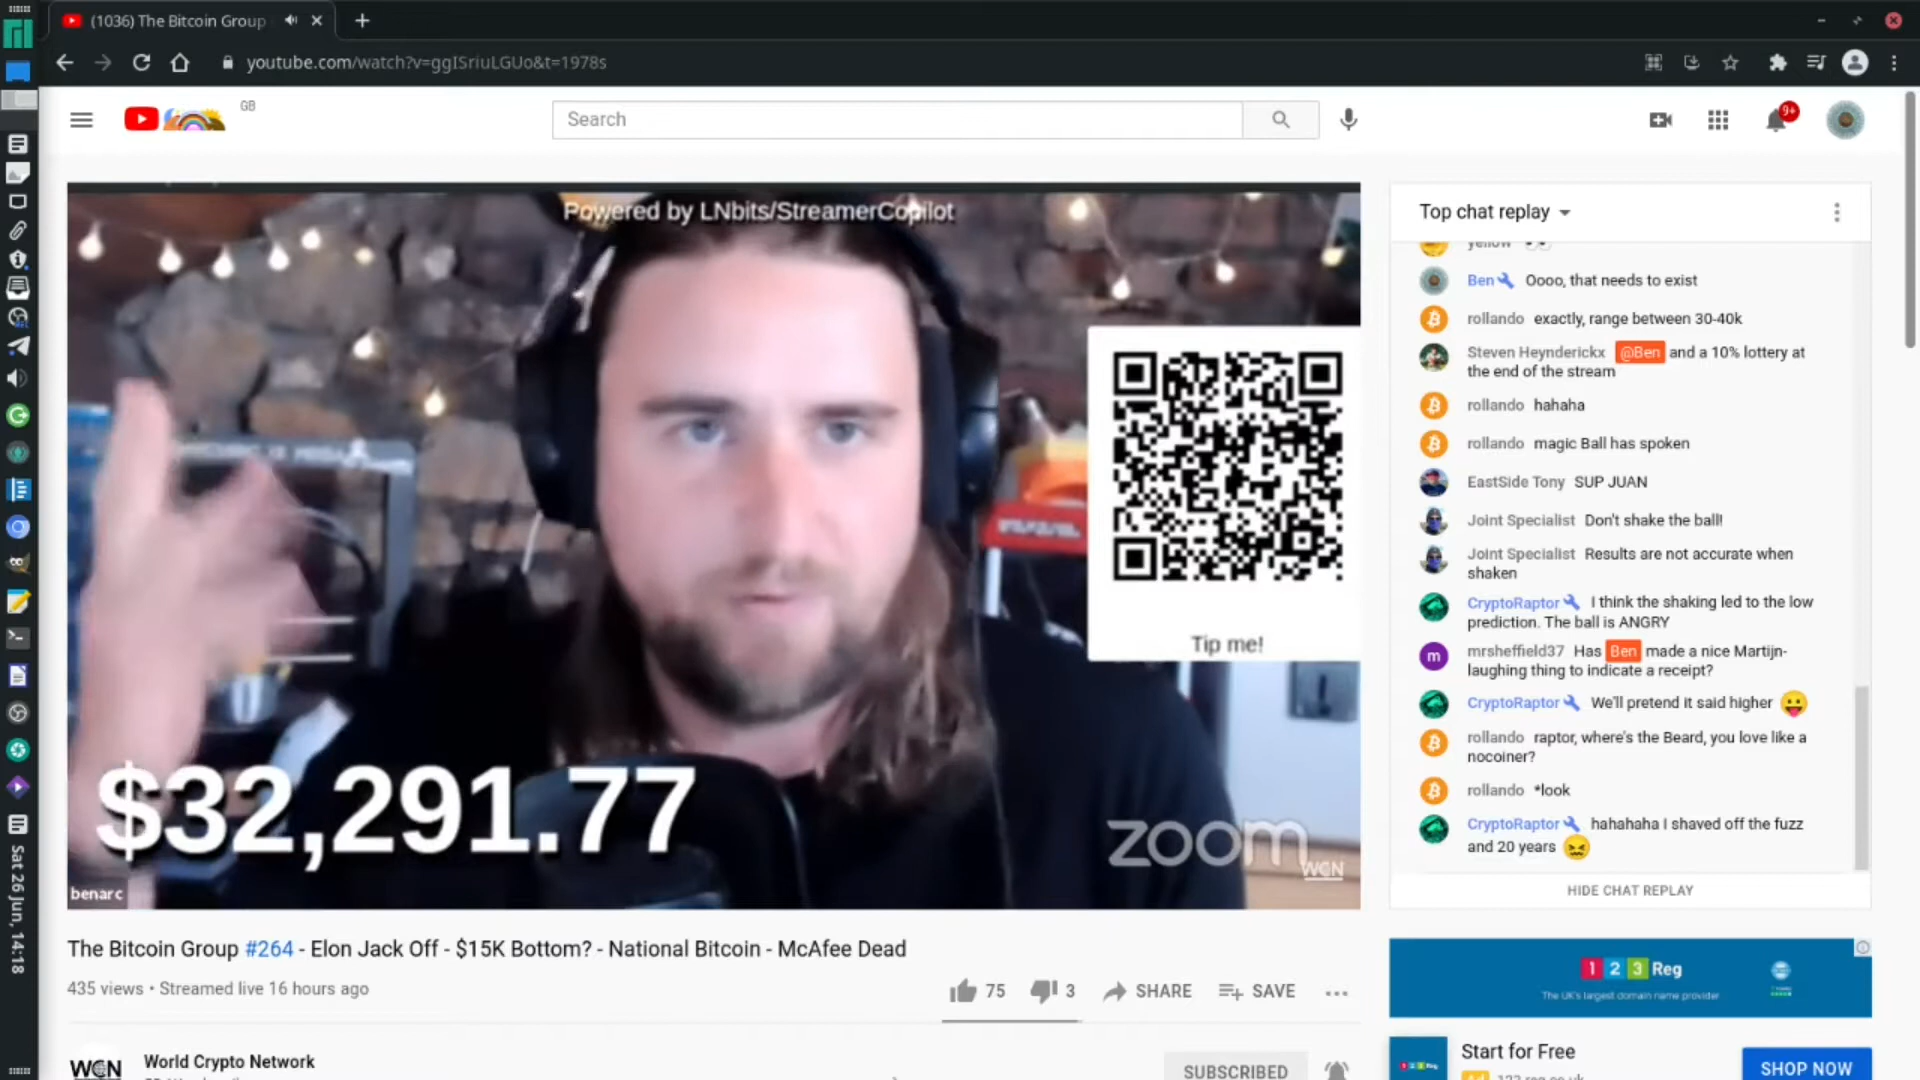 (1036) The Bitcoin Group
youtube.com/watch?v=ggISriuLGUo&t=1978s
GB
Search
9+
Powered by LNbits/StreamerCopilot
Tip me!
$32,291.77
zoom
WCN
benarc
Top chat replay
yellow
Ben Oooo, that needs to exist
rollando exactly, range between 30-40k
Steven Heynderickx @Ben and a 10% lottery at
the end of the stream
rollando hahaha
rollando magic Ball has spoken
EastSide Tony SUP JUAN
Joint Specialist Don't shake the ball!
Joint Specialist Results are not accurate when
shaken
CryptoRaptor I think the shaking led to the low
prediction. The ball is ANGRY
m
mrsheffield37 Has Ben made a nice Martijn-
laughing thing to indicate a receipt?
CryptoRaptor We'll pretend it said higher
rollando raptor, where's the Beard, you love like a
nocoiner?
rollando *look
CryptoRaptor hahahaha I shaved off the fuzz
and 20 years
HIDE CHAT REPLAY
The Bitcoin Group #264 - Elon Jack Off - $15K Bottom? - National Bitcoin - McAfee Dead
435 views • Streamed live 16 hours ago
75
3
SHARE
SAVE
WCN
World Crypto Network
SUBSCRIBED
123 Reg
The UK's largest domain name provider
Start for Free
Ad
SHOP NOW
Sat 26 Jun, 14:18